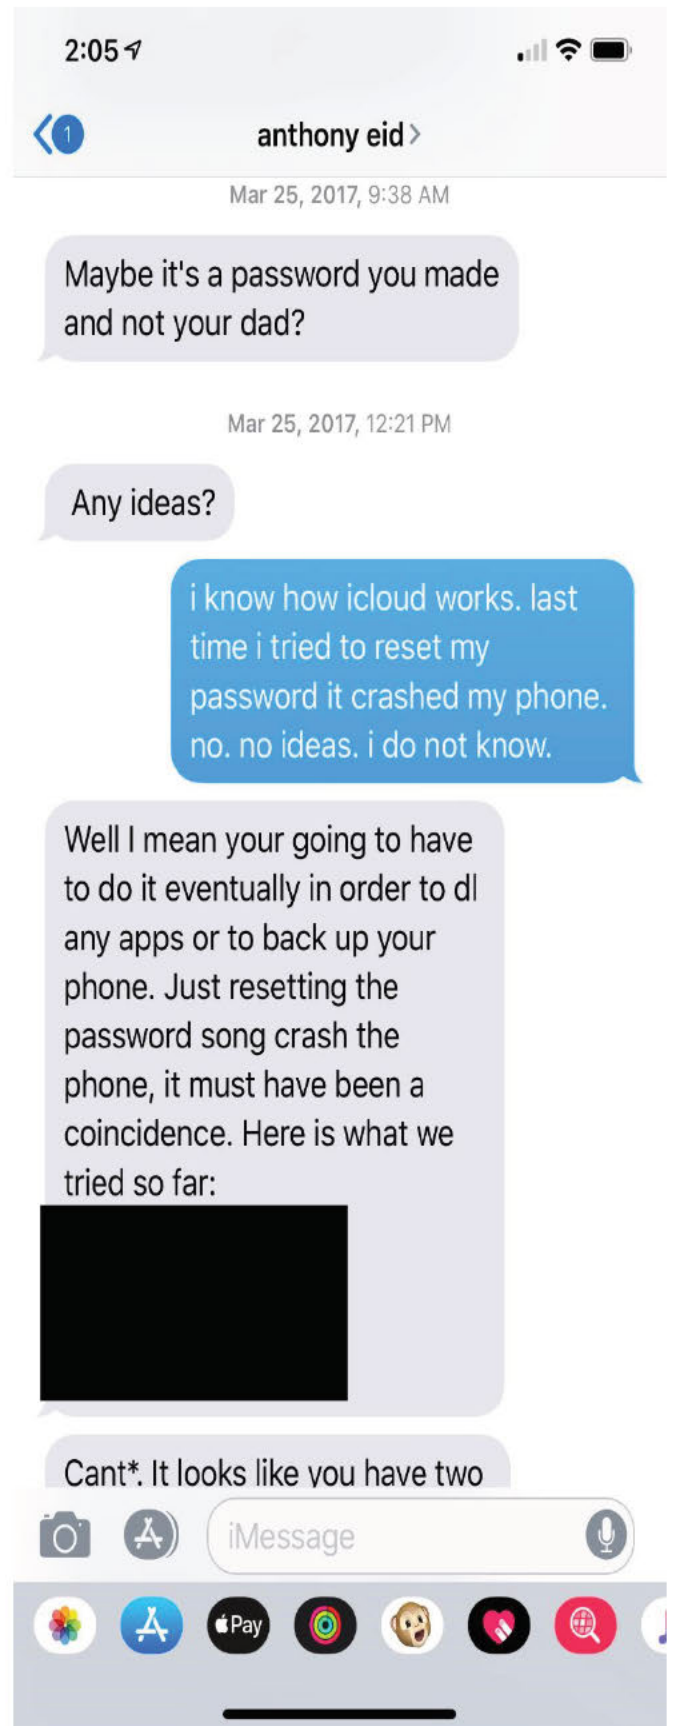 2:05
1
anthony eid
Mar 25, 2017, 9:38 AM
Maybe it's a password you made
and not your dad?
Mar 25, 2017, 12:21 PM
Any ideas?
i know how icloud works. last
time i tried to reset my
password it crashed my phone.
no. no ideas. i do not know.
Well I mean your going to have
to do it eventually in order to dl
any apps or to back up your
phone. Just resetting the
password song crash the
phone, it must have been a
coincidence. Here is what we
tried so far:
Cant*. It looks like you have two
iMessage
Pay